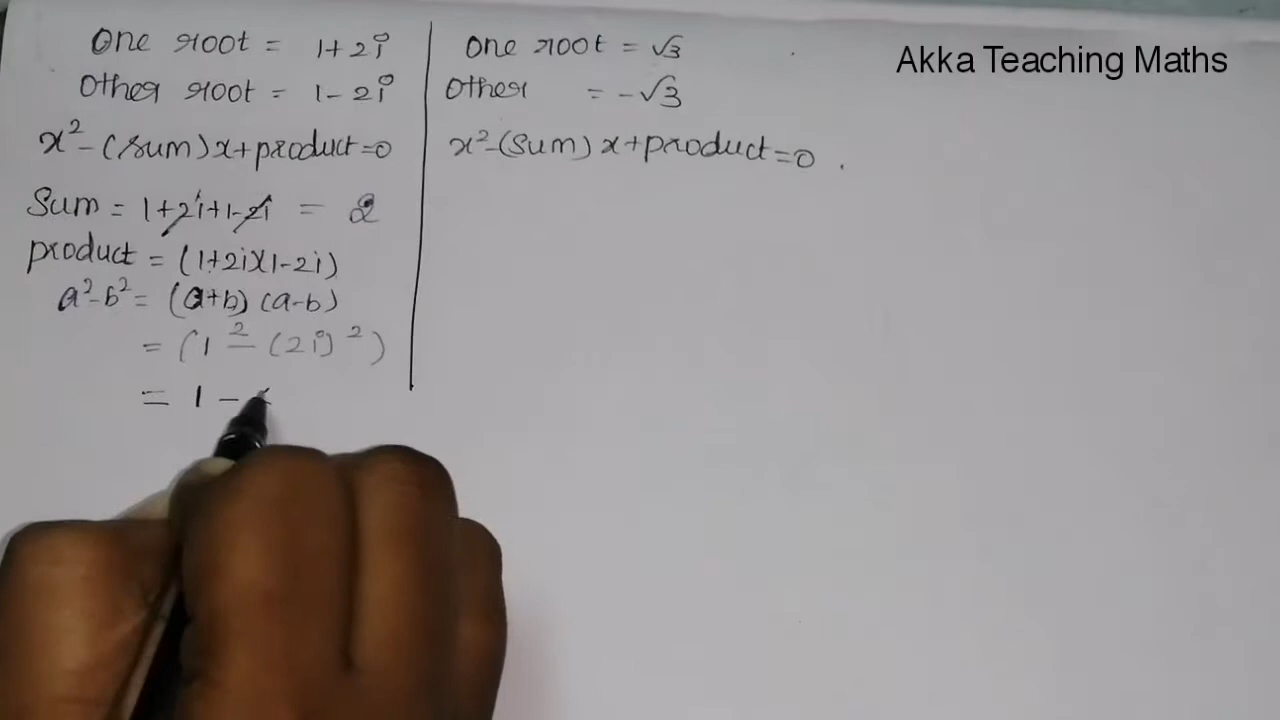 One root = 1+2i
Other root = 1-2i
x²-(sum)x+product=0
Sum = 1+2i+1-2i = 2
product = (1+2i)(1-2i)
a²-b² = (a+b)(a-b)
= (1² - (2i)²)
= 1 -
One root = √3
Other = -√3
x²-(sum)x+product=0.
Akka Teaching Maths